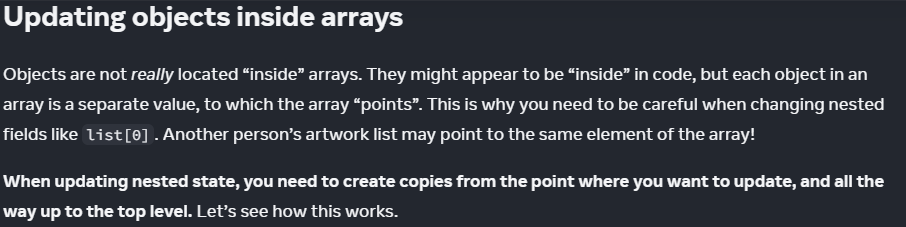 Updating objects inside arrays
Objects are not really located “inside” arrays. They might appear to be “inside” in code, but each object in an
array is a separate value, to which the array “points”. This is why you need to be careful when changing nested
fields like list[0]. Another person’s artwork list may point to the same element of the array!
When updating nested state, you need to create copies from the point where you want to update, and all the
way up to the top level. Let’s see how this works.